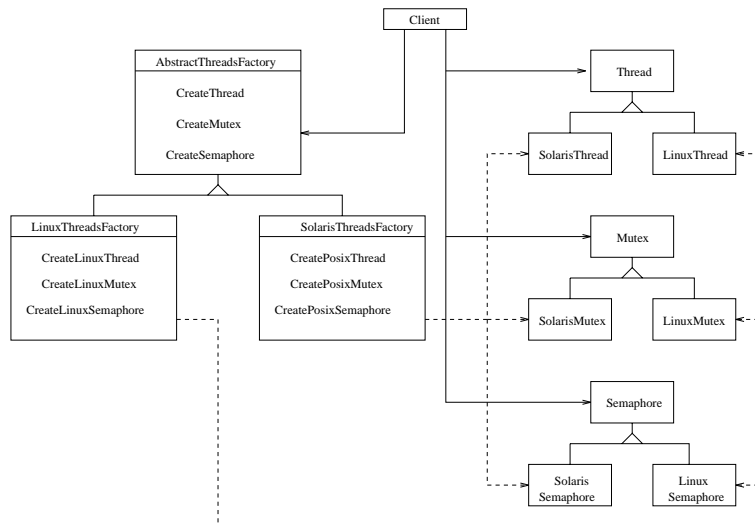 Client
AbstractThreadsFactory
CreateThread
CreateMutex
CreateSemaphore
LinuxThreadsFactory
CreateLinuxThread
CreateLinuxMutex
CreateLinuxSemaphore
SolarisThreadsFactory
CreatePosixThread
CreatePosixMutex
CreatePosixSemaphore
Thread
SolarisThread
LinuxThread
Mutex
SolarisMutex
LinuxMutex
Semaphore
Solaris
Semaphore
Linux
Semaphore